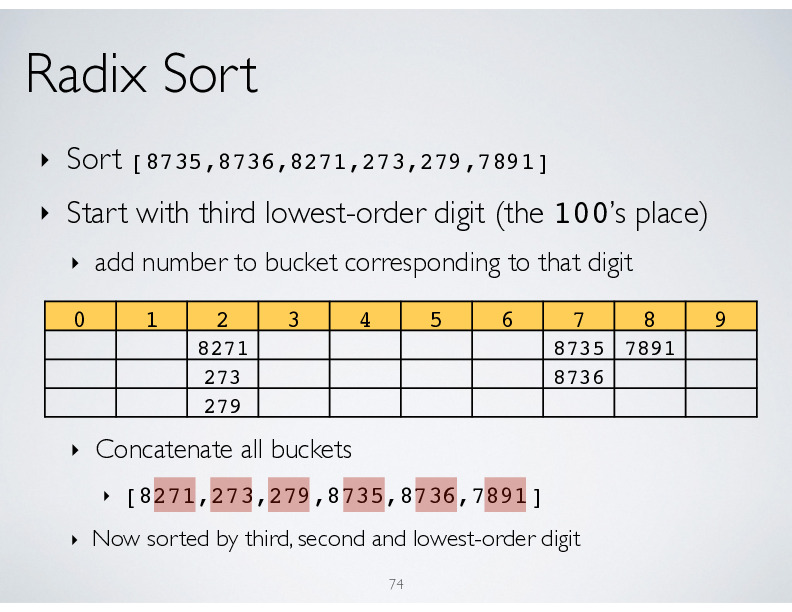 Radix Sort
‣ Sort [8735,8736,8271,273,279,7891]
‣ Start with third lowest-order digit (the 100’s place)
‣ add number to bucket corresponding to that digit
0 1 2 3 4 5 6 7 8 9
8271 8735 7891
273 8736
279
‣ Concatenate all buckets
‣ [8271,273,279,8735,8736,7891]
‣ Now sorted by third, second and lowest-order digit
74